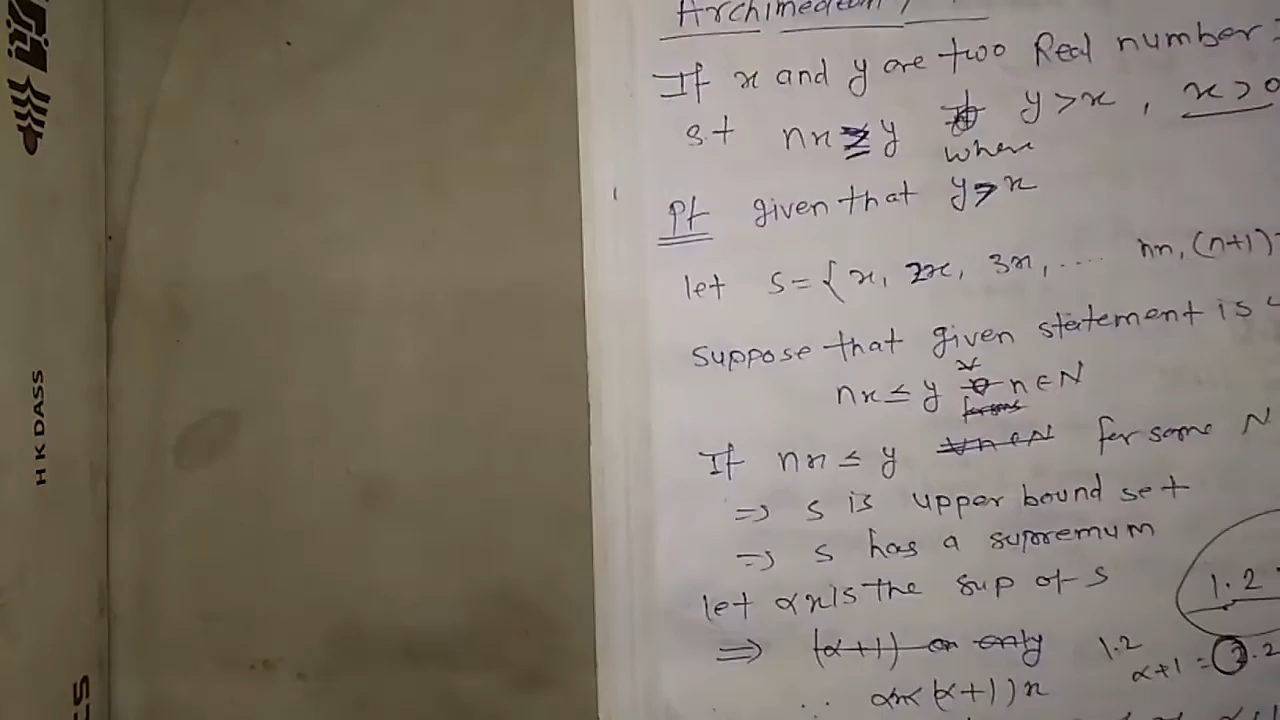 H K DASS
Archimedean
If x and y are two Real number
s.t nx ≥ y y > x , x > 0
where
Pf given that y > x
let S = { x, 2x, 3x, .... nx, (n+1)
Suppose that given statement is
nx ≤ y ∀ n ∈ N
If nx ≤ y ∀ n ∈ N for some N
=> S is upper bound set
=> S has a supremum
let αx is the sup of S
1.2
=> (α+1) or only 1.2
α+1 = 2.2
∴ αx < (α+1)x